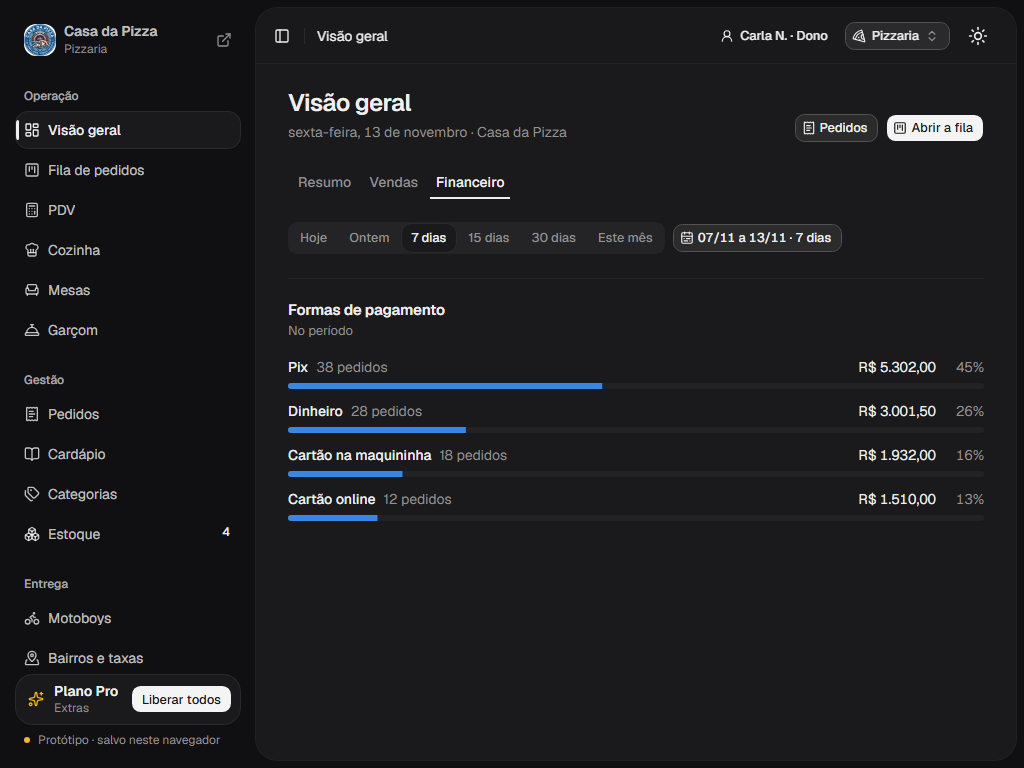 Casa da Pizza
Pizzaria
Operação
Visão geral
Fila de pedidos
PDV
Cozinha
Mesas
Garçom
Gestão
Pedidos
Cardápio
Categorias
Estoque 4
Entrega
Motoboys
Bairros e taxas
Plano Pro
Extras
Liberar todos
Protótipo · salvo neste navegador
Visão geral
Carla N. · Dono
Pizzaria
Visão geral
sexta-feira, 13 de novembro · Casa da Pizza
Pedidos
Abrir a fila
Resumo Vendas Financeiro
Hoje Ontem 7 dias 15 dias 30 dias Este mês 07/11 a 13/11 · 7 dias
Formas de pagamento
No período
Pix 38 pedidos R$ 5.302,00 45%
Dinheiro 28 pedidos R$ 3.001,50 26%
Cartão na maquininha 18 pedidos R$ 1.932,00 16%
Cartão online 12 pedidos R$ 1.510,00 13%